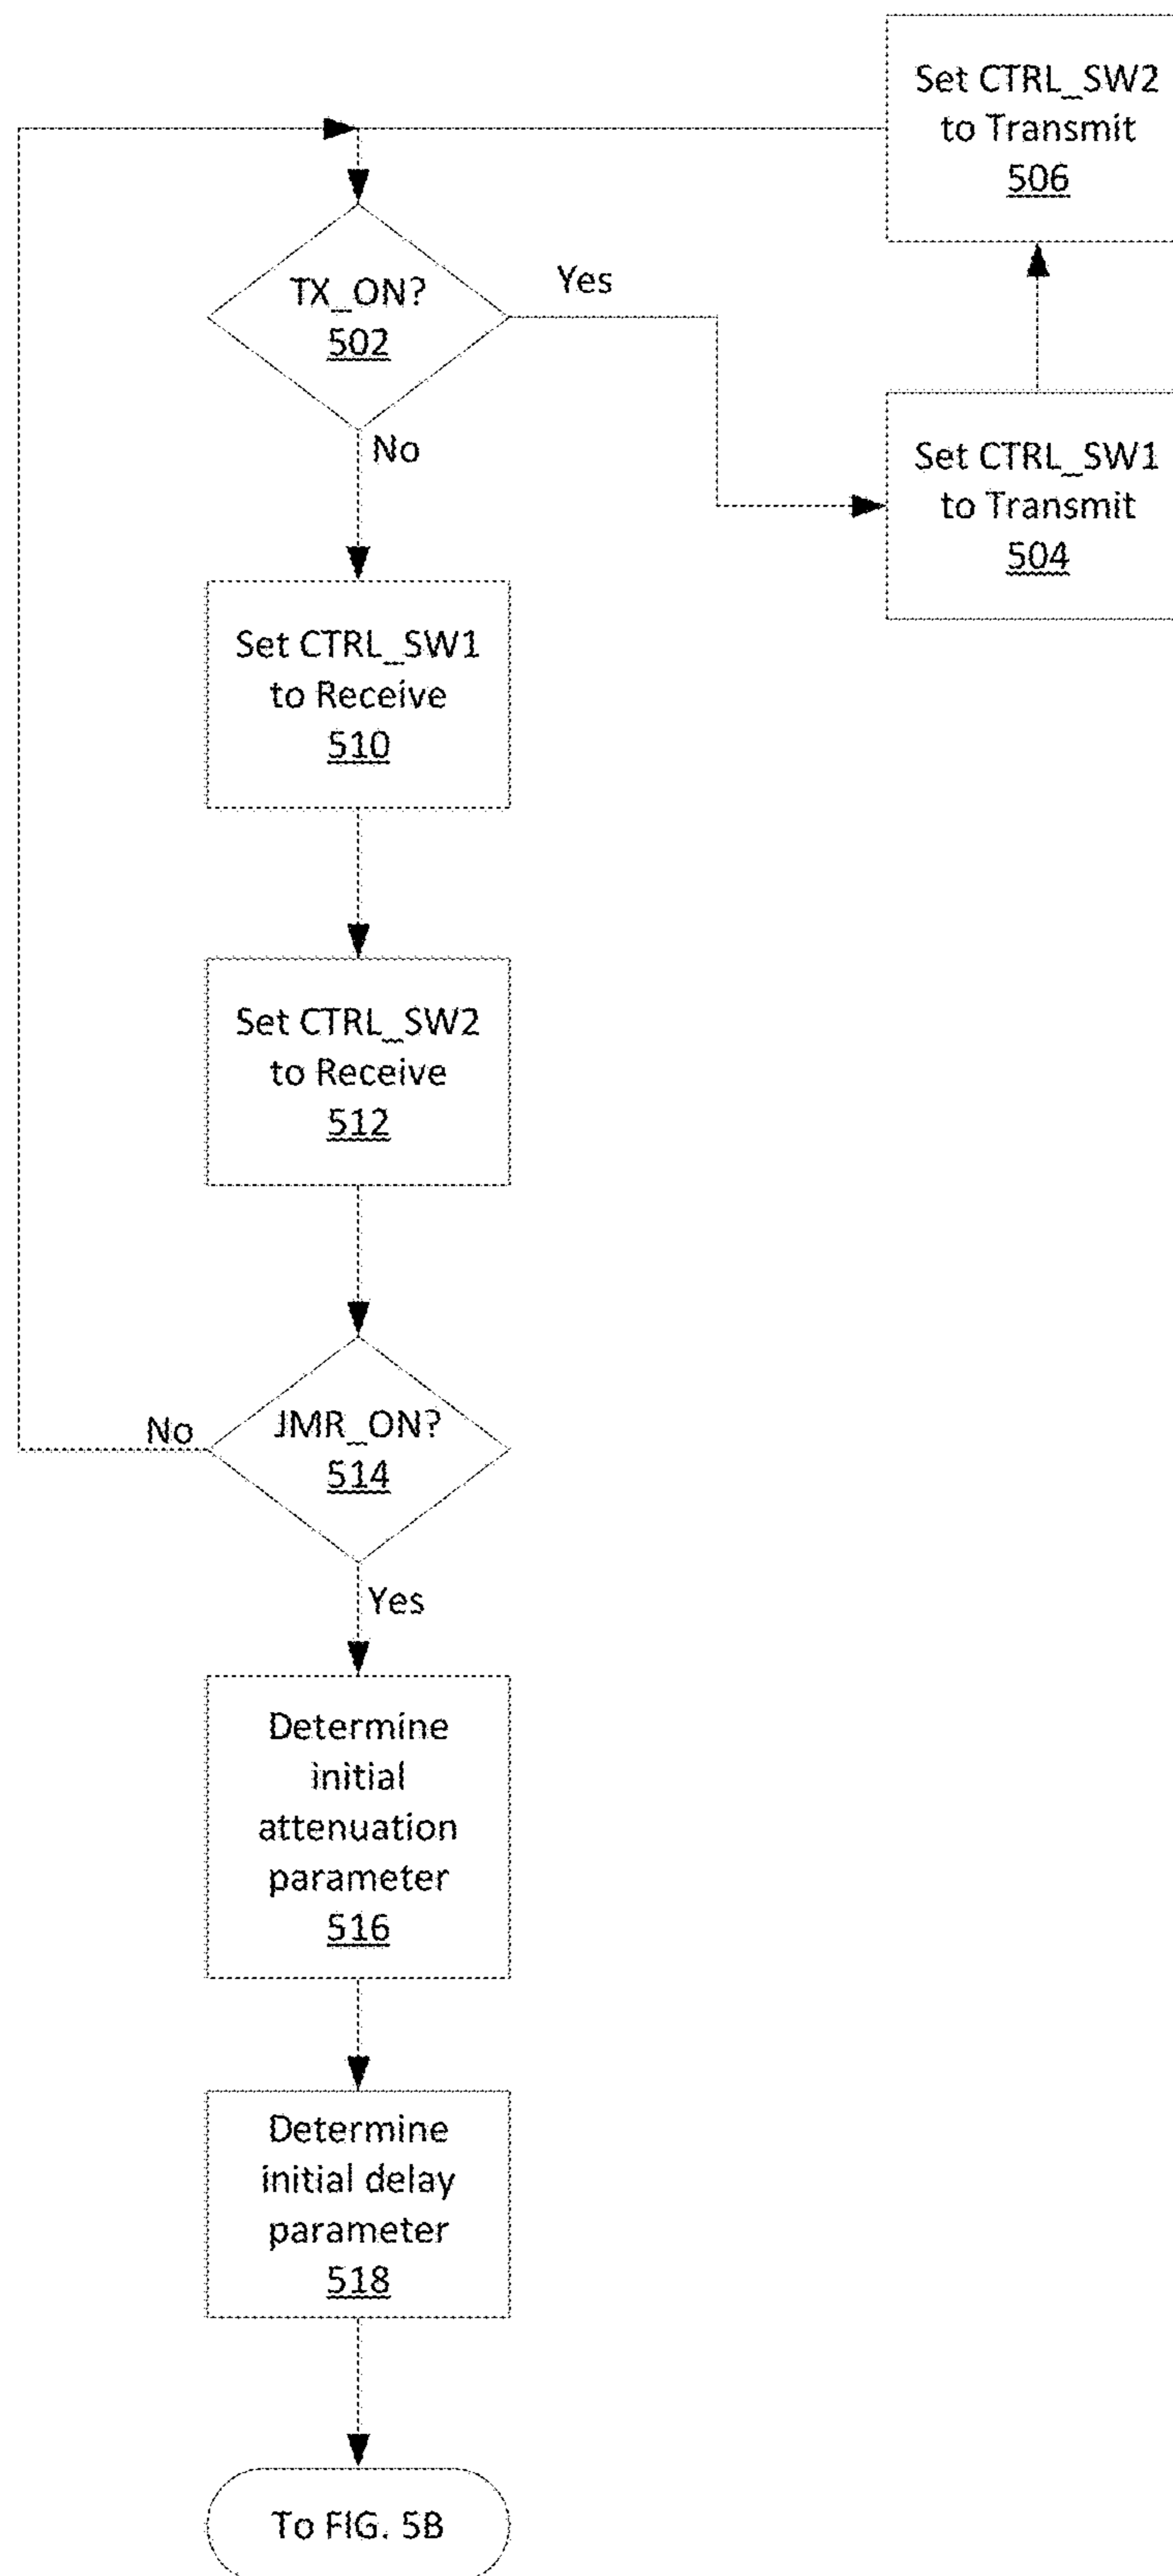 Set CTRL_SW2
to Transmit
506
TX_ON?
502
Yes
No
Set CTRL_SW1
to Transmit
504
Set CTRL_SW1
to Receive
510
Set CTRL_SW2
to Receive
512
JMR_ON?
514
No
Yes
Determine
initial
attenuation
parameter
516
Determine
initial delay
parameter
518
To FIG. 5B